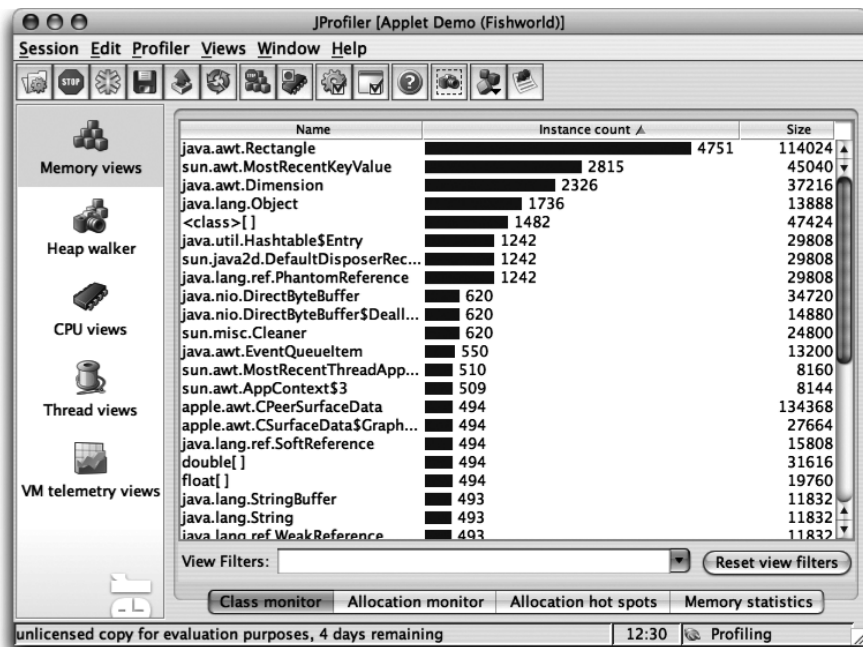 JProfiler [Applet Demo (Fishworld)]
Session Edit Profiler Views Window Help
STOP
Name Instance count Size
java.awt.Rectangle 4751 114024
sun.awt.MostRecentKeyValue 2815 45040
java.awt.Dimension 2326 37216
java.lang.Object 1736 13888
<class>[] 1482 47424
java.util.Hashtable$Entry 1242 29808
sun.java2d.DefaultDisposerRec... 1242 29808
java.lang.ref.PhantomReference 1242 29808
java.nio.DirectByteBuffer 620 34720
java.nio.DirectByteBuffer$Deall... 620 14880
sun.misc.Cleaner 620 24800
java.awt.EventQueueItem 550 13200
sun.awt.MostRecentThreadApp... 510 8160
sun.awt.AppContext$3 509 8144
apple.awt.CPeerSurfaceData 494 134368
apple.awt.CSurfaceData$Graph... 494 27664
java.lang.ref.SoftReference 494 15808
double[] 494 31616
float[] 494 19760
java.lang.StringBuffer 493 11832
java.lang.String 493 11832
java.lang.ref.WeakReference 493 11832
Memory views
Heap walker
CPU views
Thread views
VM telemetry views
View Filters:
Reset view filters
Class monitor Allocation monitor Allocation hot spots Memory statistics
unlicensed copy for evaluation purposes, 4 days remaining 12:30 Profiling